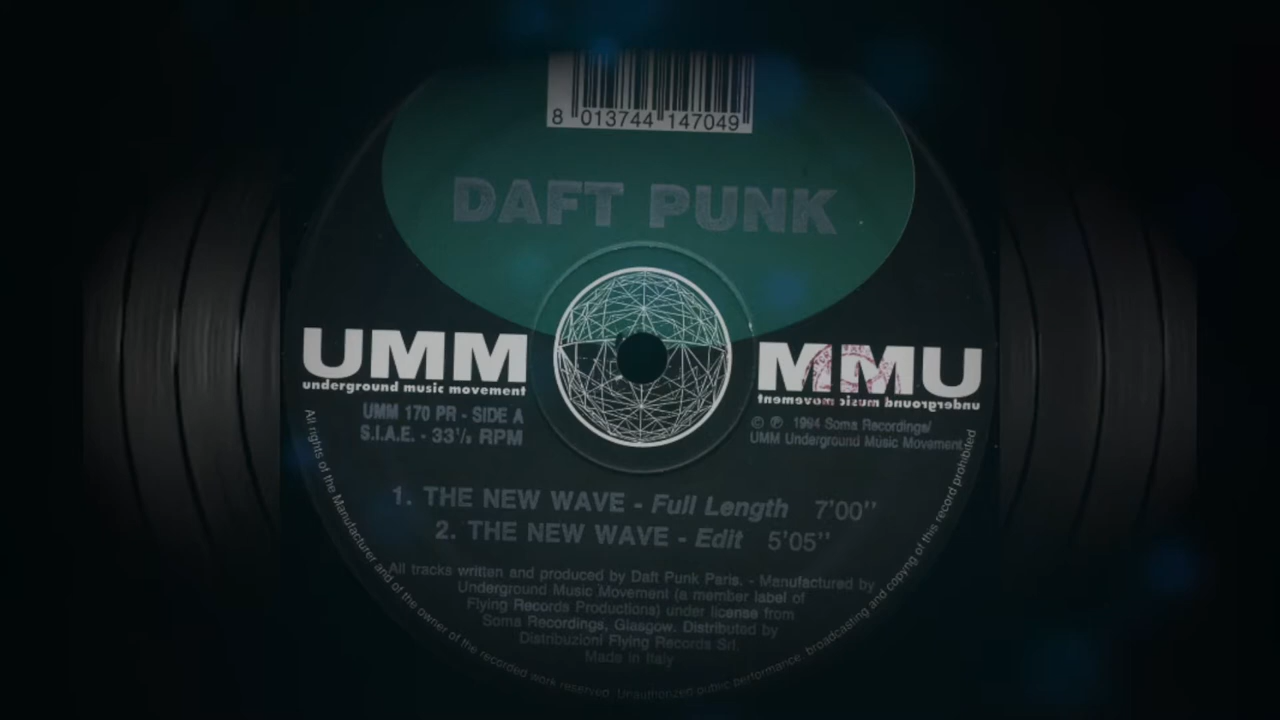 8 013744 147049
DAFT PUNK
UMM
underground music movement
UMM 170 PR - SIDE A
S.I.A.E. - 33⅓ RPM
UMM
underground music movement
© ℗ 1994 Soma Recordings/
UMM Underground Music Movement
1. THE NEW WAVE - Full Length 7'00"
2. THE NEW WAVE - Edit 5'05"
All tracks written and produced by Daft Punk Paris. - Manufactured by
Underground Music Movement (a member label of
Flying Records Productions) under license from
Soma Recordings, Glasgow. Distributed by
Distribuzioni Flying Records Srl.
Made in Italy
All rights of the Manufacturer and of the owner of the recorded work reserved. Unauthorized public performance, broadcasting and copying of this record prohibited